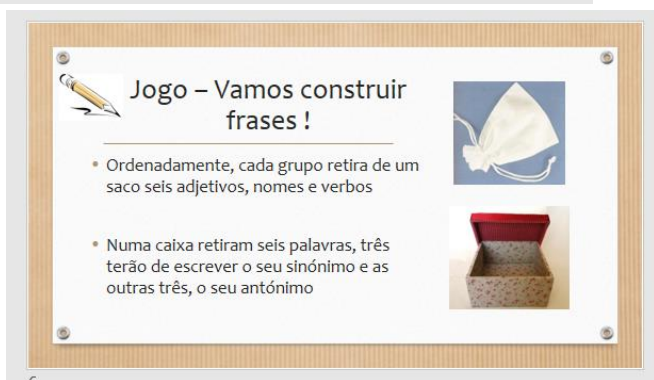 Jogo – Vamos construir
frases !
• Ordenadamente, cada grupo retira de um
saco seis adjetivos, nomes e verbos
• Numa caixa retiram seis palavras, três
terão de escrever o seu sinónimo e as
outras três, o seu antónimo